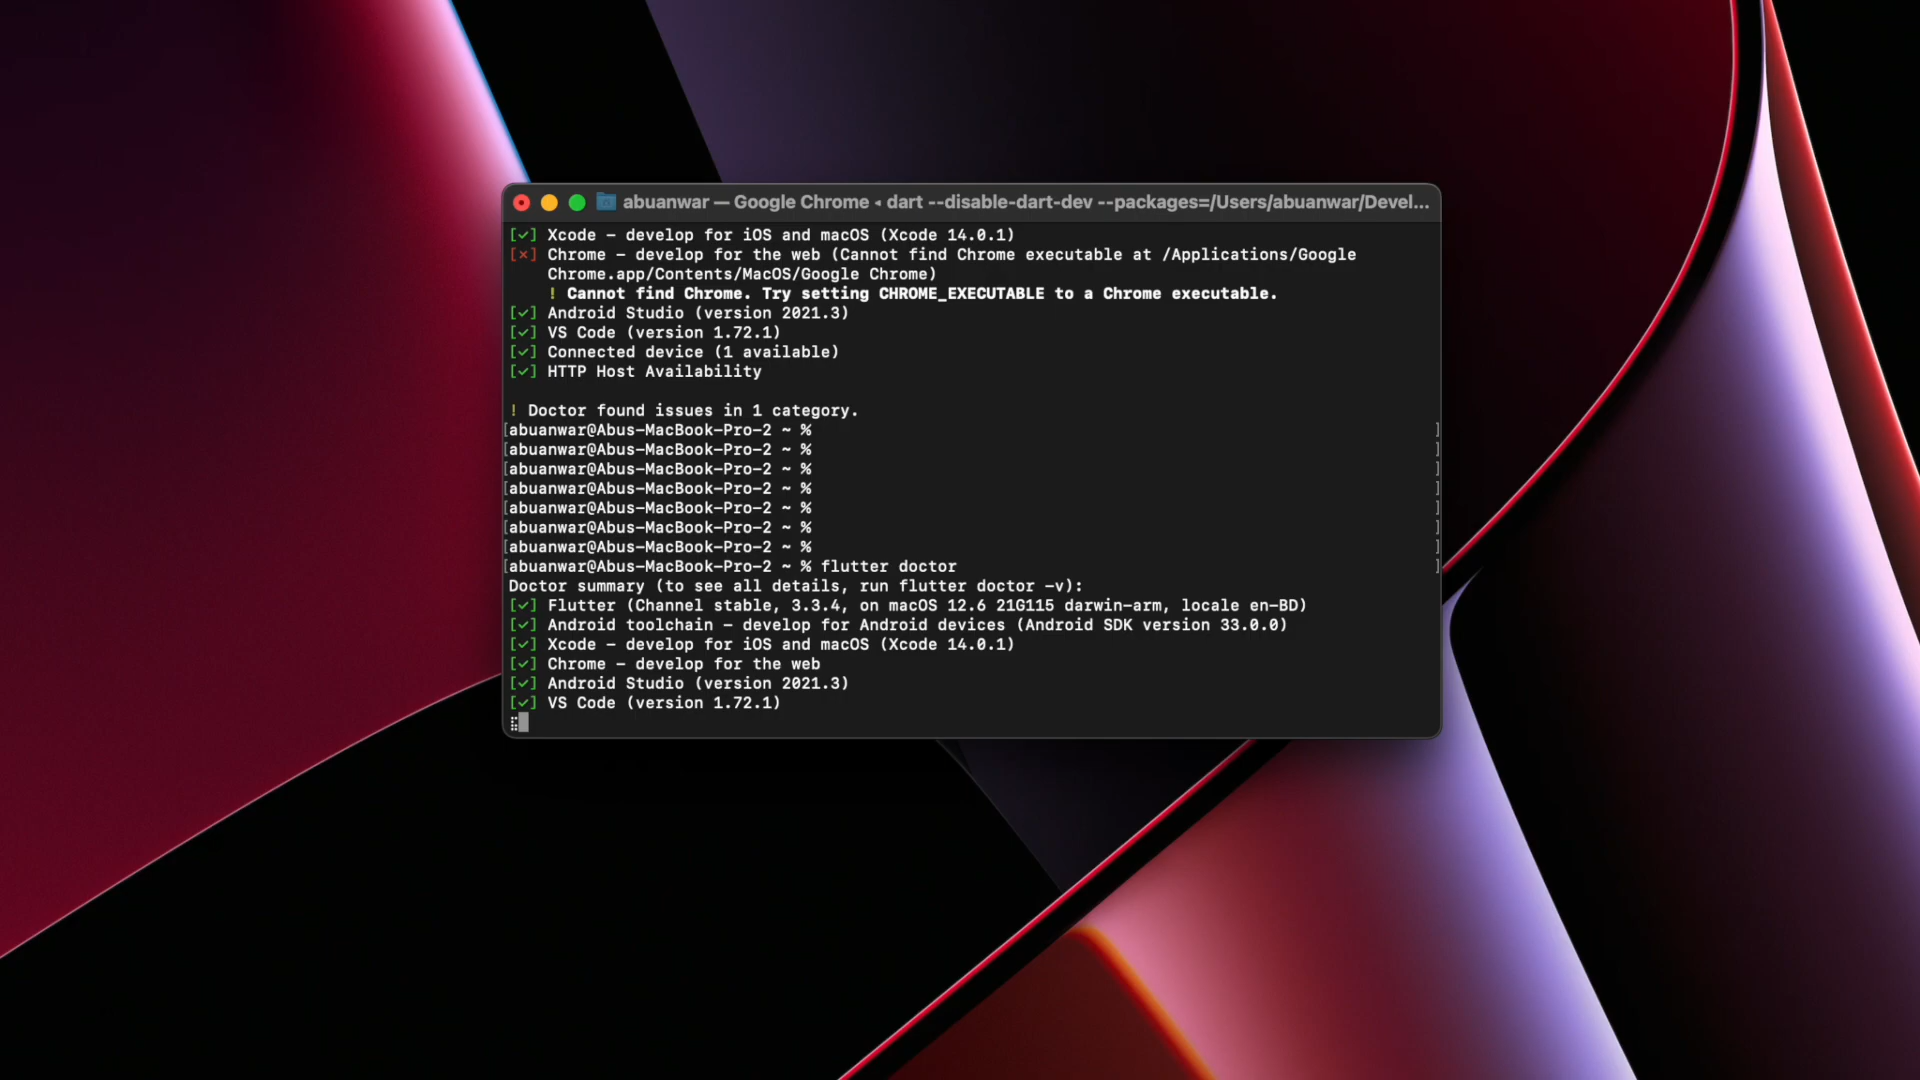 abuanwar — Google Chrome ◂ dart --disable-dart-dev --packages=/Users/abuanwar/Devel...
[✓] Xcode – develop for iOS and macOS (Xcode 14.0.1)
[✗] Chrome – develop for the web (Cannot find Chrome executable at /Applications/Google
Chrome.app/Contents/MacOS/Google Chrome)
! Cannot find Chrome. Try setting CHROME_EXECUTABLE to a Chrome executable.
[✓] Android Studio (version 2021.3)
[✓] VS Code (version 1.72.1)
[✓] Connected device (1 available)
[✓] HTTP Host Availability
! Doctor found issues in 1 category.
[abuanwar@Abus-MacBook-Pro-2 ~ % ]
[abuanwar@Abus-MacBook-Pro-2 ~ % ]
[abuanwar@Abus-MacBook-Pro-2 ~ % ]
[abuanwar@Abus-MacBook-Pro-2 ~ % ]
[abuanwar@Abus-MacBook-Pro-2 ~ % ]
[abuanwar@Abus-MacBook-Pro-2 ~ % ]
[abuanwar@Abus-MacBook-Pro-2 ~ % ]
[abuanwar@Abus-MacBook-Pro-2 ~ % flutter doctor ]
Doctor summary (to see all details, run flutter doctor -v):
[✓] Flutter (Channel stable, 3.3.4, on macOS 12.6 21G115 darwin-arm, locale en-BD)
[✓] Android toolchain – develop for Android devices (Android SDK version 33.0.0)
[✓] Xcode – develop for iOS and macOS (Xcode 14.0.1)
[✓] Chrome – develop for the web
[✓] Android Studio (version 2021.3)
[✓] VS Code (version 1.72.1)